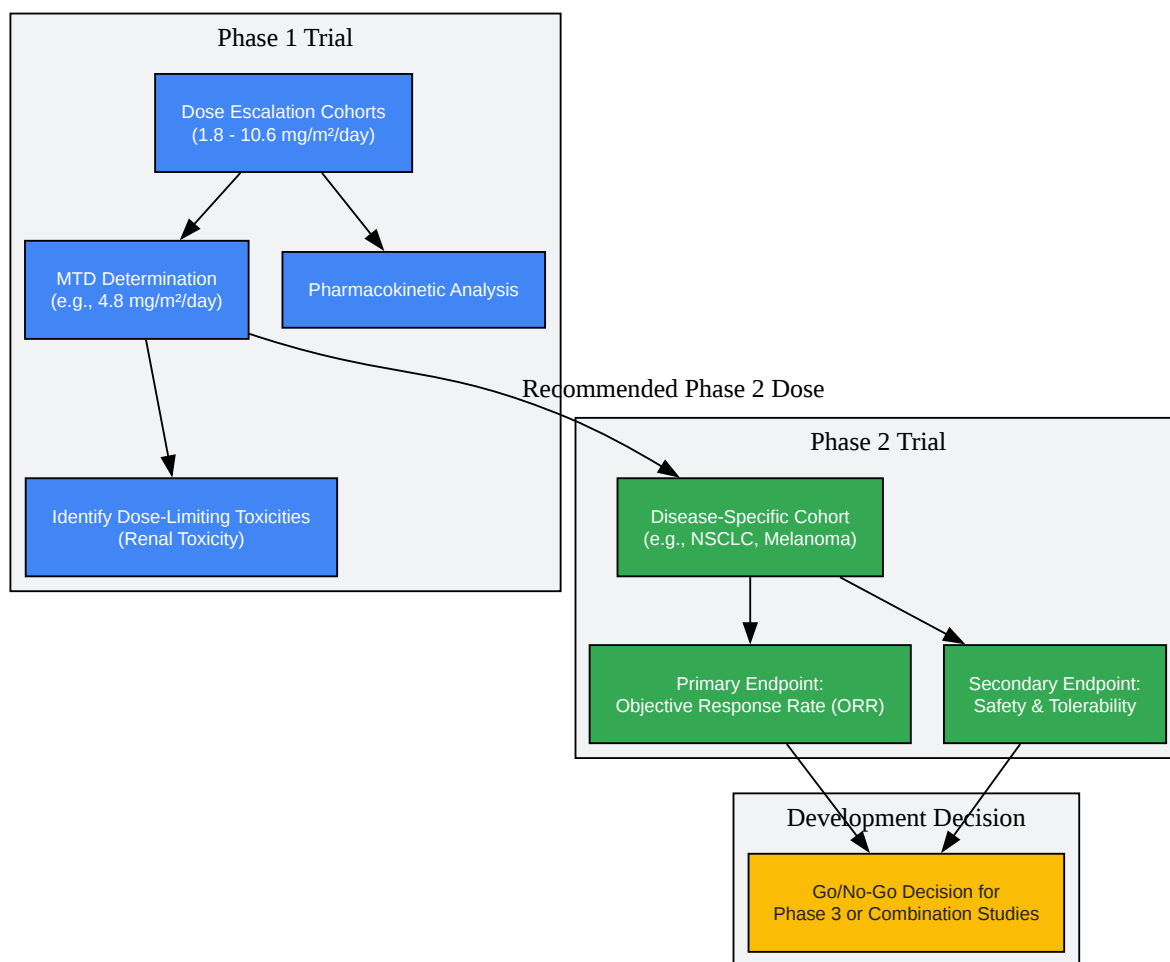 Phase 1 Trial
Dose Escalation Cohorts
(1.8 - 10.6 mg/m²/day)
MTD Determination
(e.g., 4.8 mg/m²/day)
Pharmacokinetic Analysis
Recommended Phase 2 Dose
Identify Dose-Limiting Toxicities
(Renal Toxicity)
Phase 2 Trial
Disease-Specific Cohort
(e.g., NSCLC, Melanoma)
Primary Endpoint:
Objective Response Rate (ORR)
Secondary Endpoint:
Safety & Tolerability
Development Decision
Go/No-Go Decision for
Phase 3 or Combination Studies